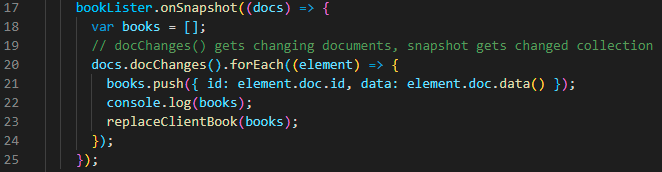 17 bookLister.onSnapshot((docs) => {
18 var books = [];
19 // docChanges() gets changing documents, snapshot gets changed collection
20 docs.docChanges().forEach((element) => {
21 books.push({ id: element.doc.id, data: element.doc.data() });
22 console.log(books);
23 replaceClientBook(books);
24 });
25 });